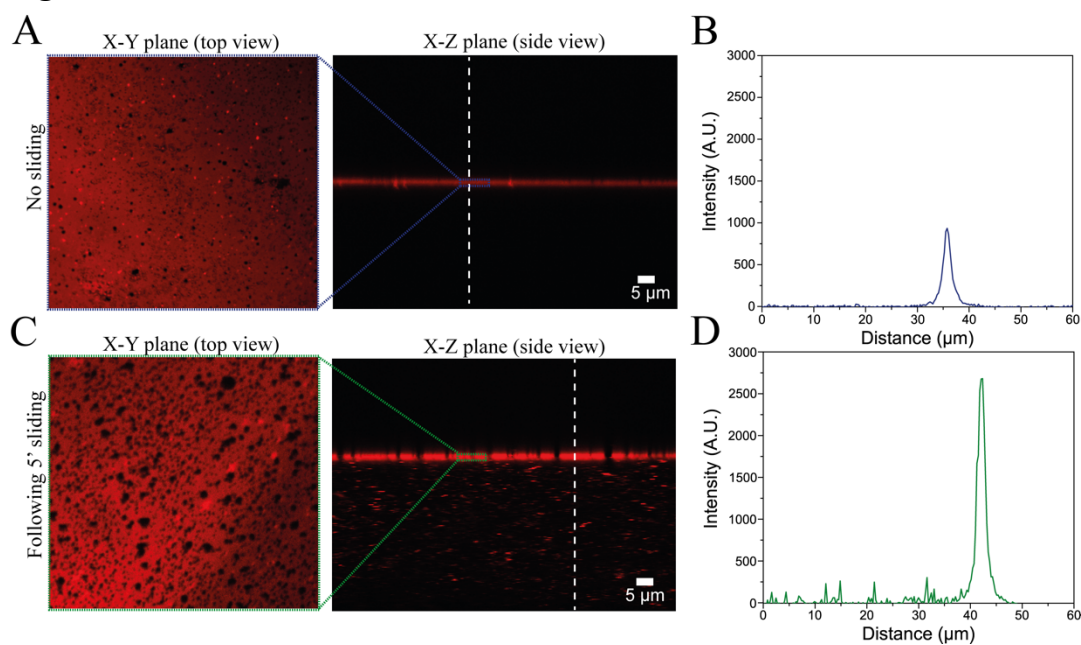 A
X-Y plane (top view)
X-Z plane (side view)
No sliding
5 μm
B
3000
2500
2000
1500
1000
500
0
Intensity (A.U.)
0 10 20 30 40 50 60
Distance (μm)
C
X-Y plane (top view)
X-Z plane (side view)
Following 5' sliding
5 μm
D
3000
2500
2000
1500
1000
500
0
Intensity (A.U.)
0 10 20 30 40 50 60
Distance (μm)